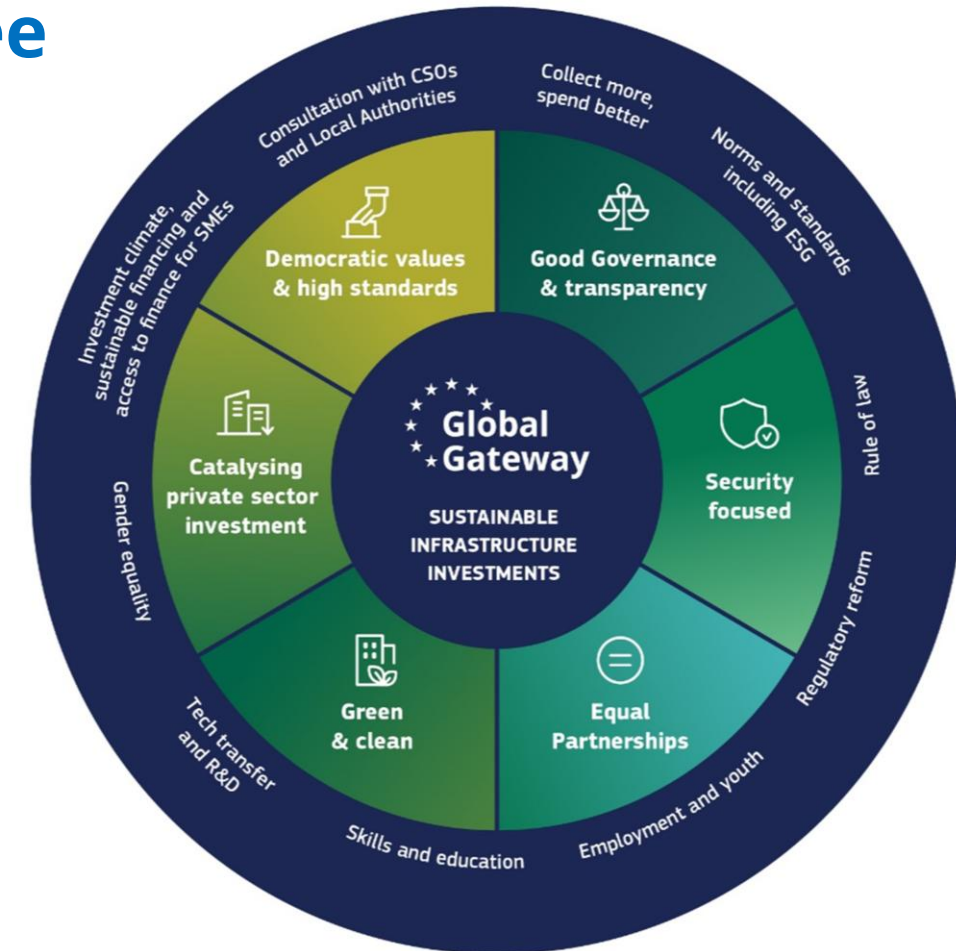 ee
Consultation with CSOs
and Local Authorities
Collect more,
spend better
Norms and standards
including ESG
Rule of law
Regulatory reform
Employment and youth
Skills and education
Tech transfer
and R&D
Gender equality
Investment climate,
sustainable financing and
access to finance for SMEs
Democratic values
& high standards
Good Governance
& transparency
Security
focused
Equal
Partnerships
Green
& clean
Catalysing
private sector
investment
Global
Gateway
SUSTAINABLE
INFRASTRUCTURE
INVESTMENTS